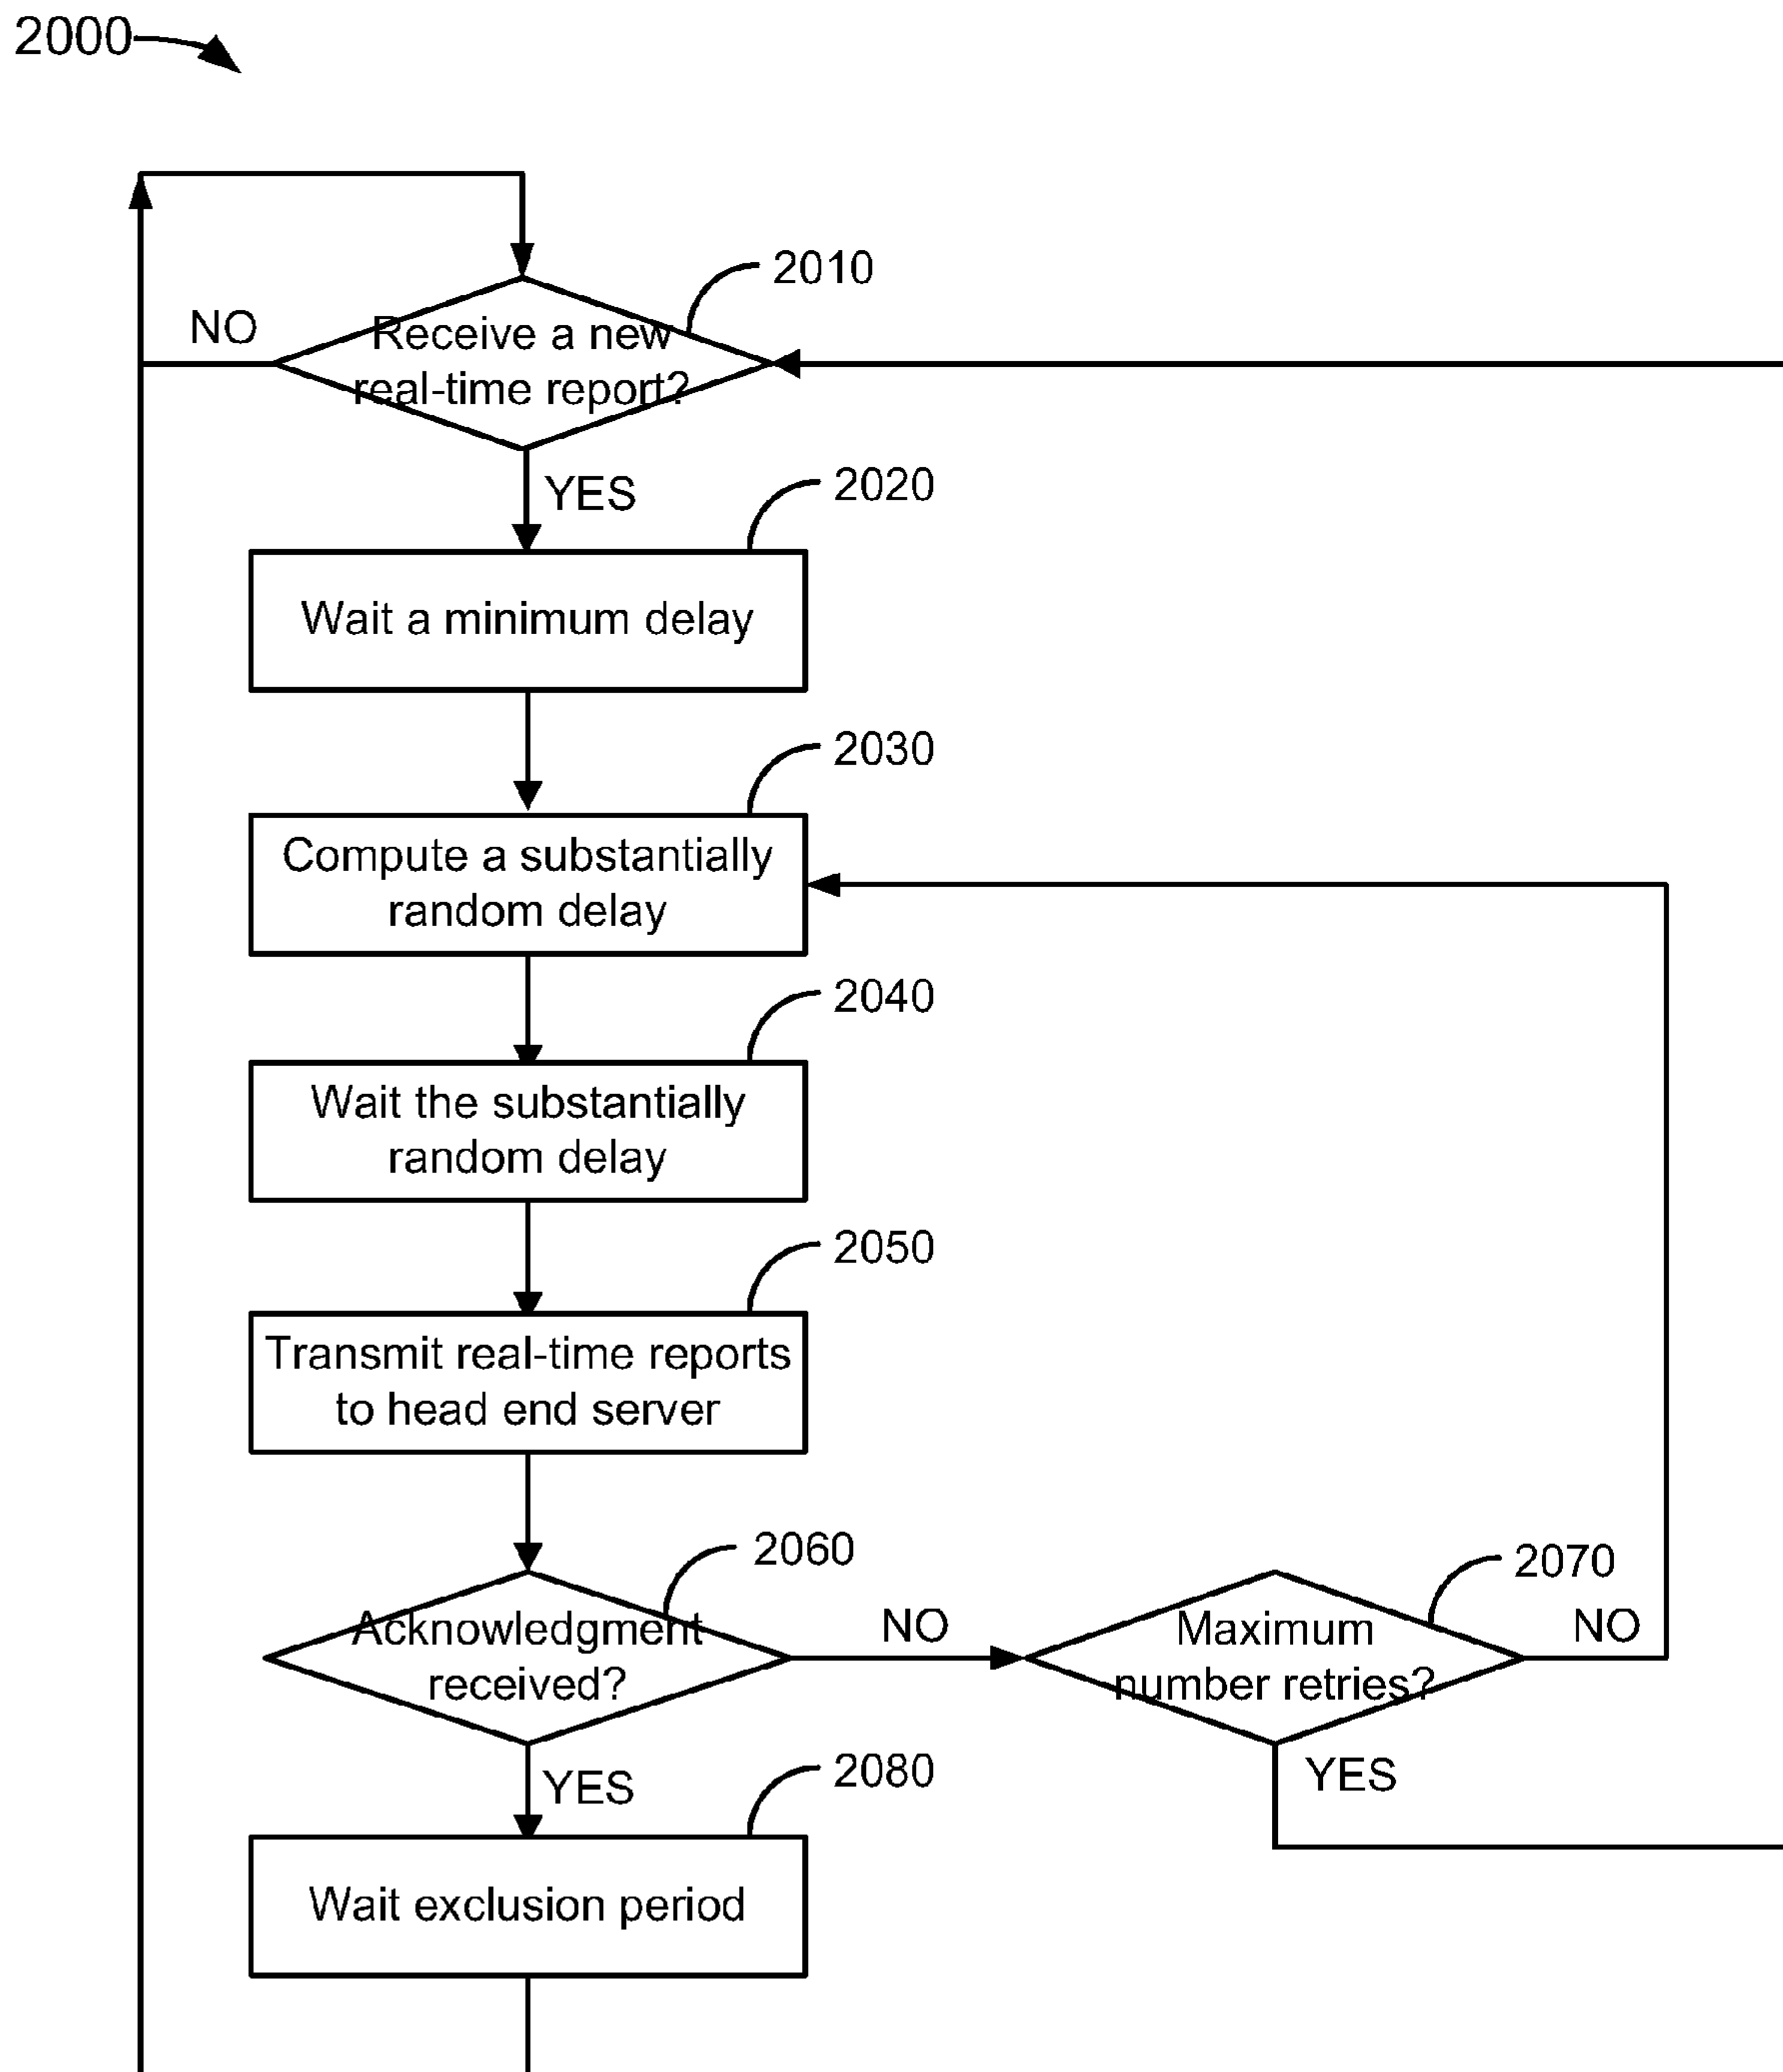 2000
2010
NO
Receive a new
real-time report?
YES
2020
Wait a minimum delay
2030
Compute a substantially
random delay
2040
Wait the substantially
random delay
2050
Transmit real-time reports
to head end server
2060
2070
Acknowledgment
received?
NO
Maximum
number retries?
NO
YES
YES
2080
Wait exclusion period